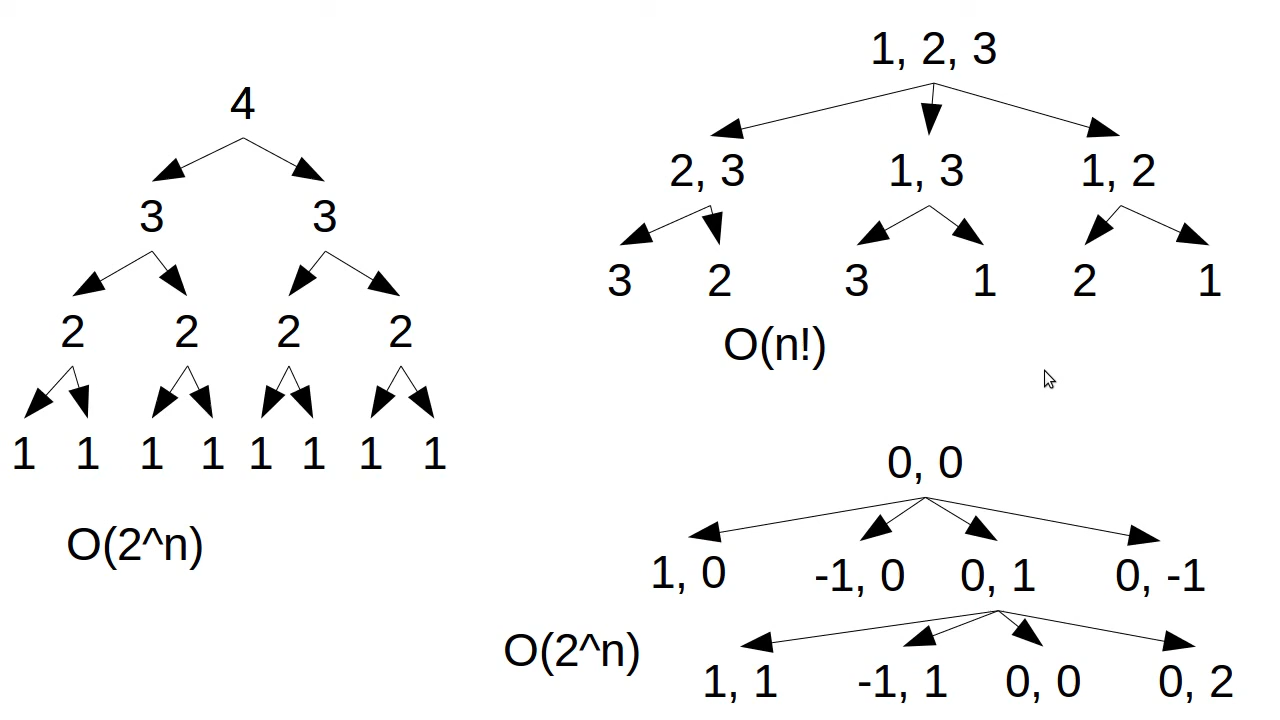 4
3 3
2 2 2 2
1 1 1 1 1 1 1 1
O(2^n)
1, 2, 3
2, 3 1, 3 1, 2
3 2 3 1 2 1
O(n!)
0, 0
1, 0 -1, 0 0, 1 0, -1
1, 1 -1, 1 0, 0 0, 2
O(2^n)